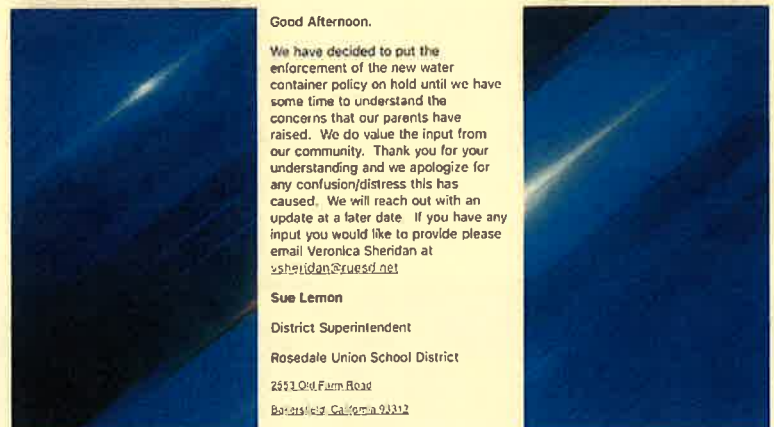 Good Afternoon.
We have decided to put the
enforcement of the new water
container policy on hold until we have
some time to understand the
concerns that our parents have
raised. We do value the input from
our community. Thank you for your
understanding and we apologize for
any confusion/distress this has
caused. We will reach out with an
update at a later date If you have any
input you would like to provide please
email Veronica Sheridan at
vsheridan@ruesd.net
Sue Lemon
District Superintendent
Rosedale Union School District
2553 Old Farm Road
Bakersfield, California 93312